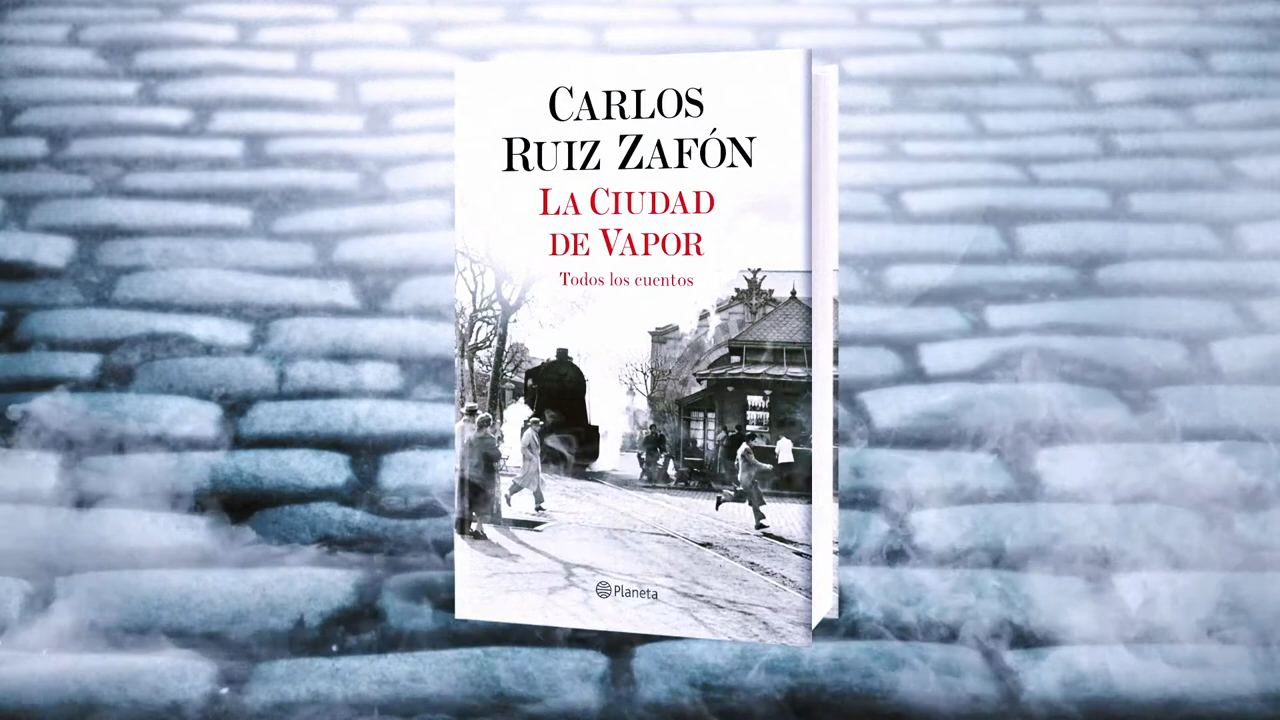 CARLOS
RUIZ ZAFÓN
LA CIUDAD
DE VAPOR
Todos los cuentos
Planeta